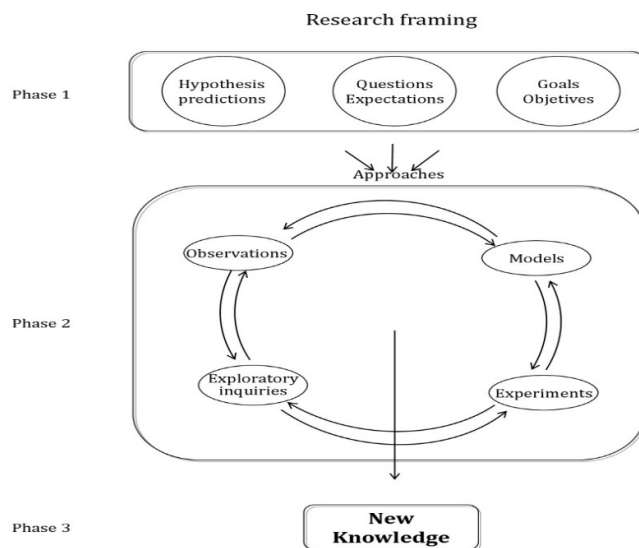 Research framing
Phase 1
Hypothesis
predictions
Questions
Expectations
Goals
Objetives
Approaches
Phase 2
Observations
Models
Exploratory
inquiries
Experiments
Phase 3
New
Knowledge